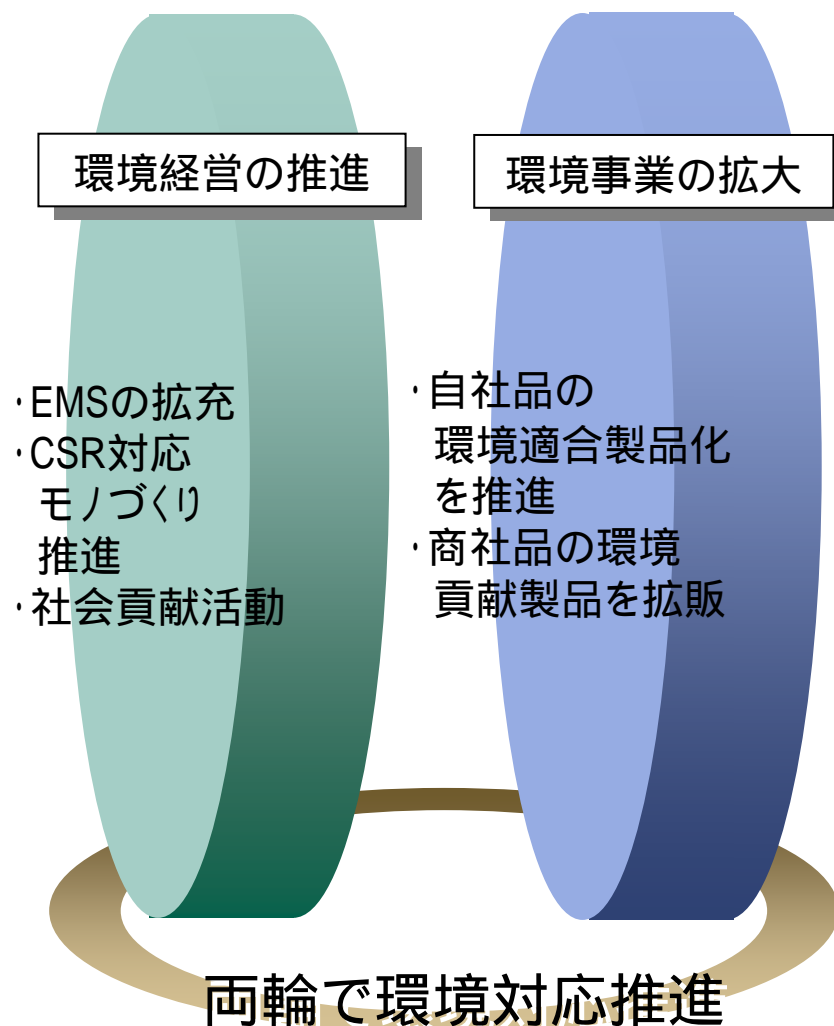 環境経営の推進
・EMSの拡充
・CSR対応
モノづくり
推進
・社会貢献活動
環境事業の拡大
・自社品の
環境適合製品化
を推進
・商社品の環境
貢献製品を拡販
両輪で環境対応推進